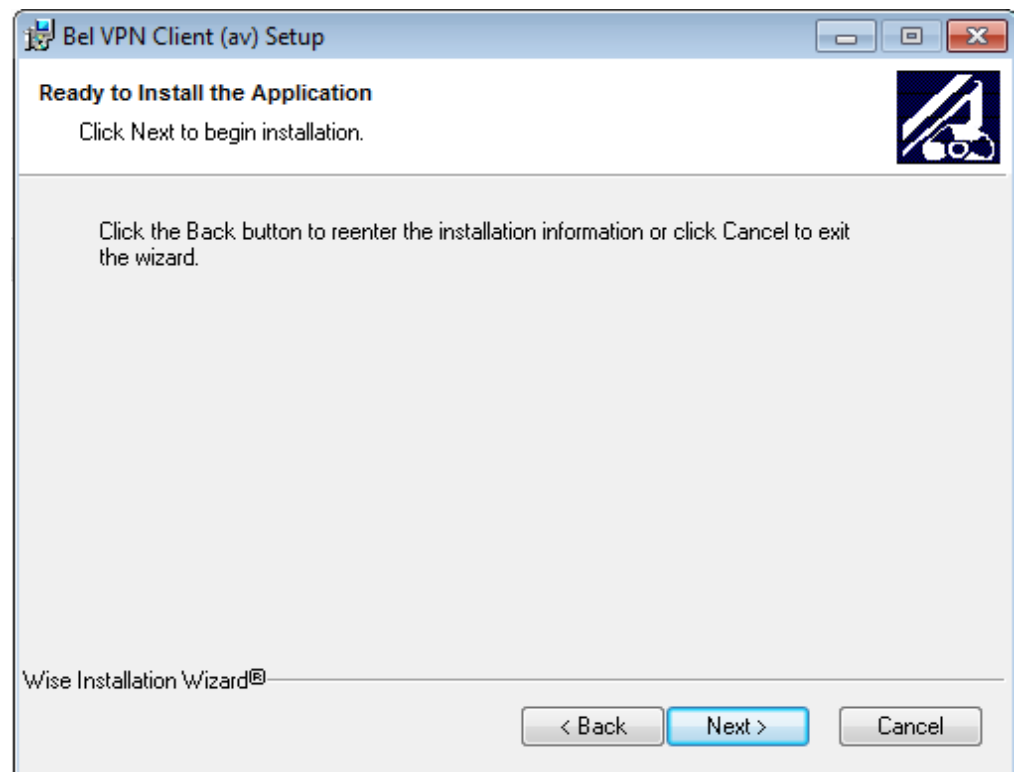 Bel VPN Client (av) Setup
Ready to Install the Application
Click Next to begin installation.
Click the Back button to reenter the installation information or click Cancel to exit
the wizard.
Wise Installation Wizard®
< Back
Next >
Cancel